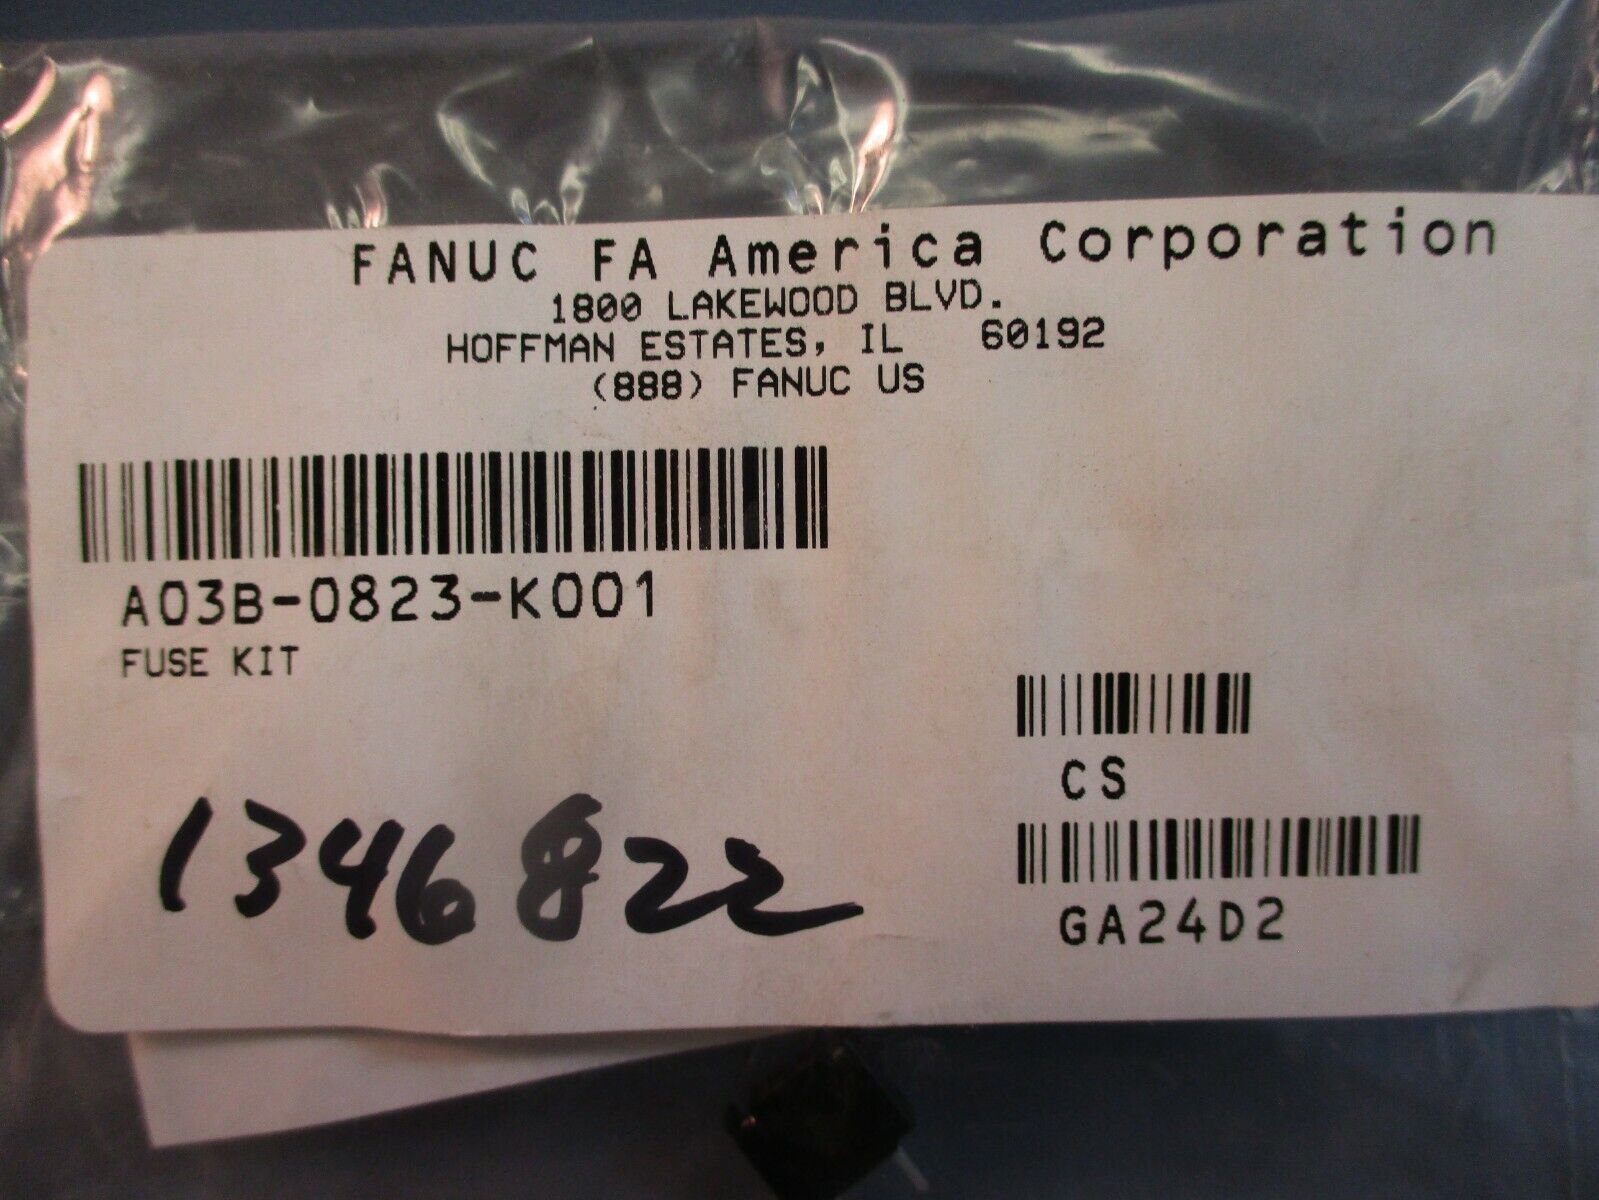 FANUC FA America Corporation
1800 LAKEWOOD BLVD.
HOFFMAN ESTATES, IL 60192
(888) FANUC US
A03B-0823-K001
FUSE KIT
CS
GA24D2
1346822